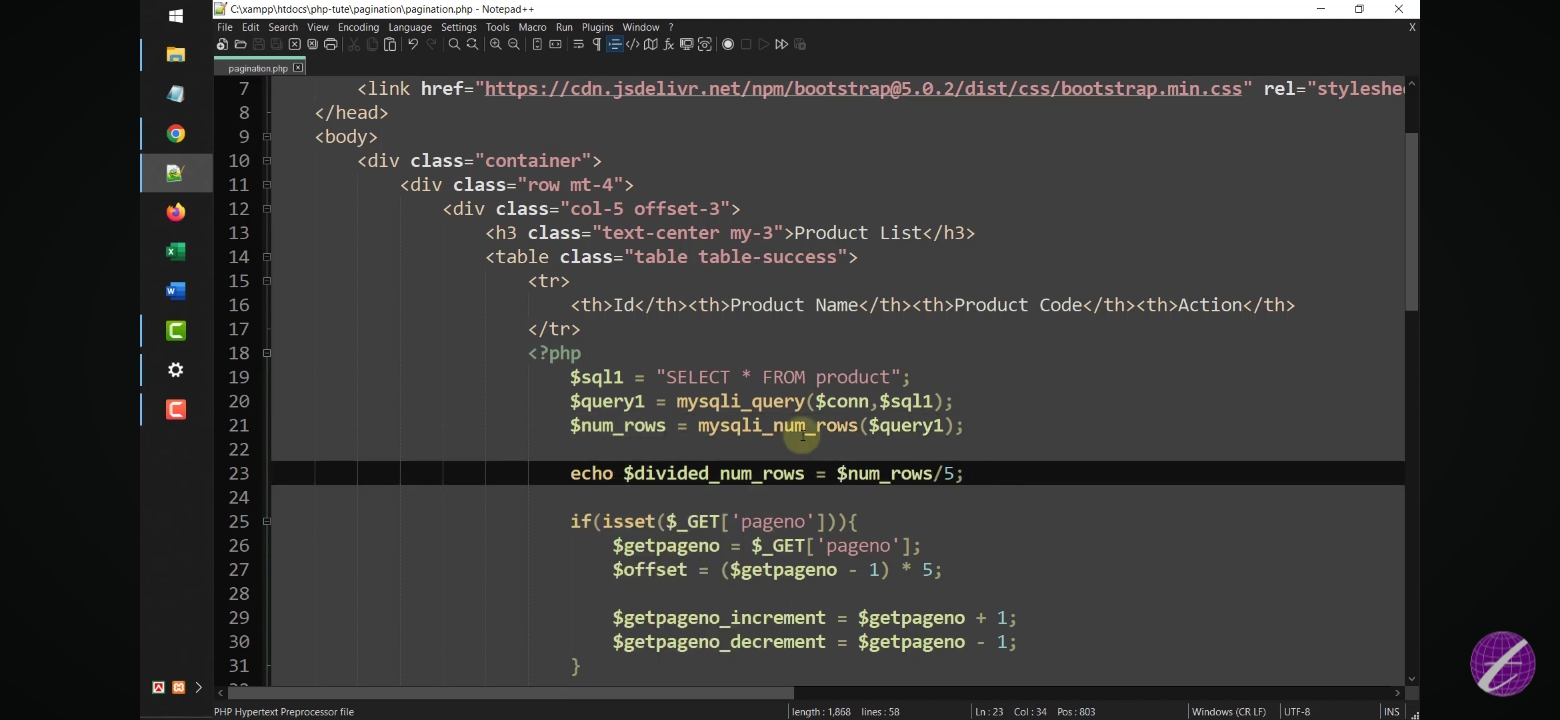 C:\xampp\htdocs\php-tute\pagination\pagination.php - Notepad++
File Edit Search View Encoding Language Settings Tools Macro Run Plugins Window ? X
pagination.php
7 <link href="https://cdn.jsdelivr.net/npm/bootstrap@5.0.2/dist/css/bootstrap.min.css" rel="styleshe
8 </head>
9 <body>
10 <div class="container">
11 <div class="row mt-4">
12 <div class="col-5 offset-3">
13 <h3 class="text-center my-3">Product List</h3>
14 <table class="table table-success">
15 <tr>
16 <th>Id</th><th>Product Name</th><th>Product Code</th><th>Action</th>
17 </tr>
18 <?php
19 $sql1 = "SELECT * FROM product";
20 $query1 = mysqli_query($conn,$sql1);
21 $num_rows = mysqli_num_rows($query1);
22
23 echo $divided_num_rows = $num_rows/5;
24
25 if(isset($_GET['pageno'])){
26 $getpageno = $_GET['pageno'];
27 $offset = ($getpageno - 1) * 5;
28
29 $getpageno_increment = $getpageno + 1;
30 $getpageno_decrement = $getpageno - 1;
31 }
PHP Hypertext Preprocessor file length : 1,868 lines : 58 Ln : 23 Col : 34 Pos : 803 Windows (CR LF) UTF-8 INS